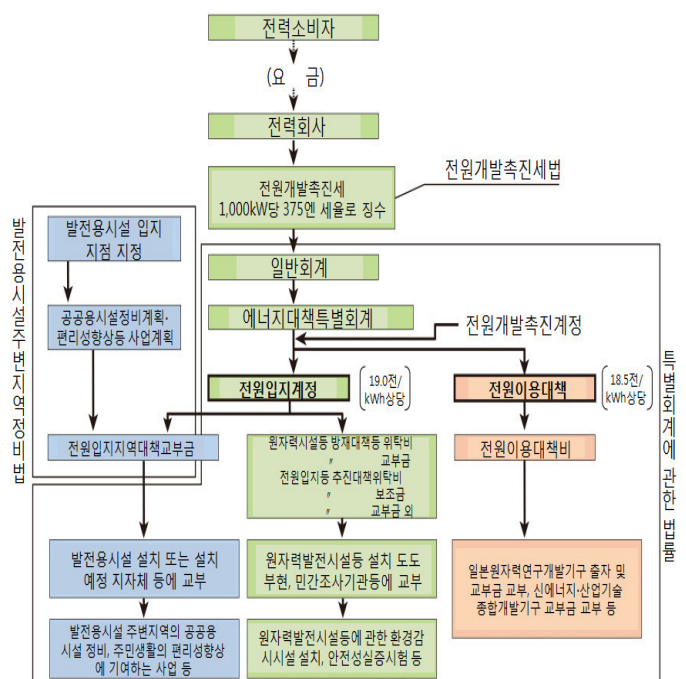 전력소비자
(요 금)
전력회사
전원개발촉진세
1,000kW당 375엔 세율로 징수
전원개발촉진세법
발전용시설주변지역정비법
발전용시설 입지
지점 지정
일반회계
공공용시설정비계획·
편리성향상등 사업계획
에너지대책특별회계
전원개발촉진계정
특별회계에 관한 법률
전원입지계정
19.0전/
kWh상당
전원이용대책
18.5전/
kWh상당
전원입지지역대책교부금
원자력시설등 방재대책등 위탁비
〃 교부금
전원입지등 추진대책위탁비
〃 보조금
〃 교부금 외
전원이용대책비
발전용시설 설치 또는 설치
예정 지자체 등에 교부
원자력발전시설등 설치 도도
부현, 민간조사기관등에 교부
일본원자력연구개발기구 출자 및
교부금 교부, 신에너지·산업기술
종합개발기구 교부금 교부 등
발전용시설 주변지역의 공공용
시설 정비, 주민생활의 편리성향상
에 기여하는 사업 등
원자력발전시설등에 관한 환경감
시시설 설치, 안전성실증시험 등